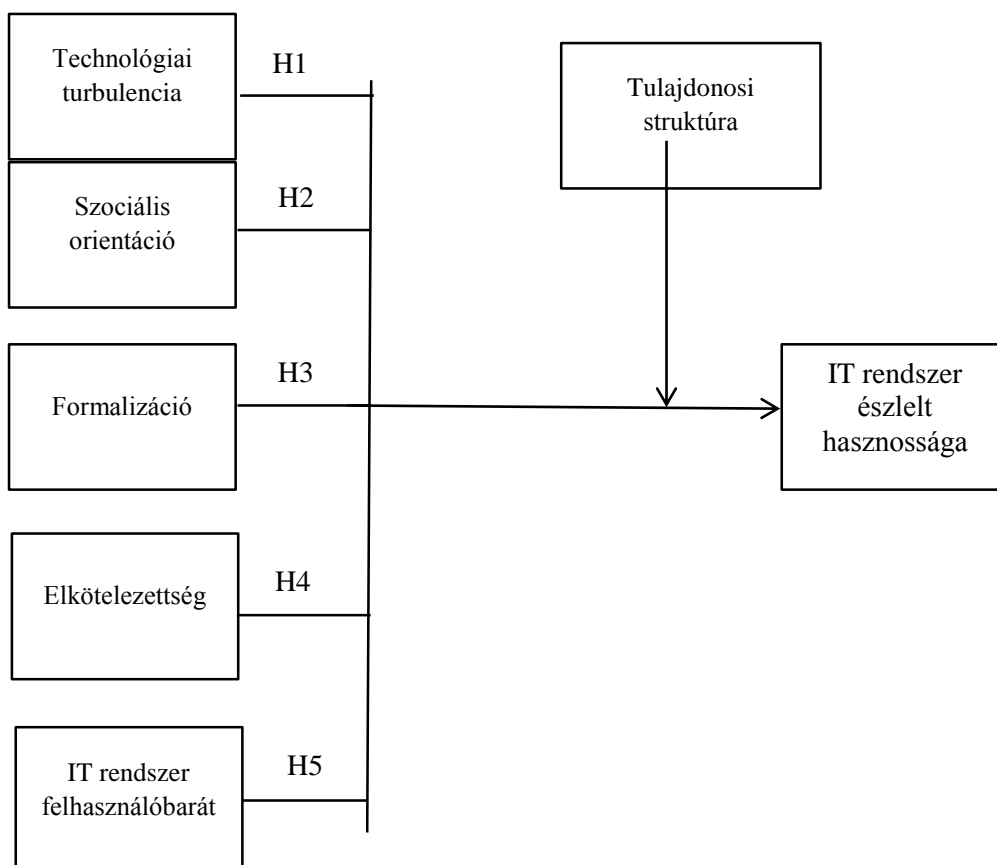 Technológiai
turbulencia
H1
Tulajdonosi
struktúra
Szociális
orientáció
H2
Formalizáció
H3
IT rendszer
észlelt
hasznossága
Elkötelezettség
H4
IT rendszer
felhasználóbarát
H5